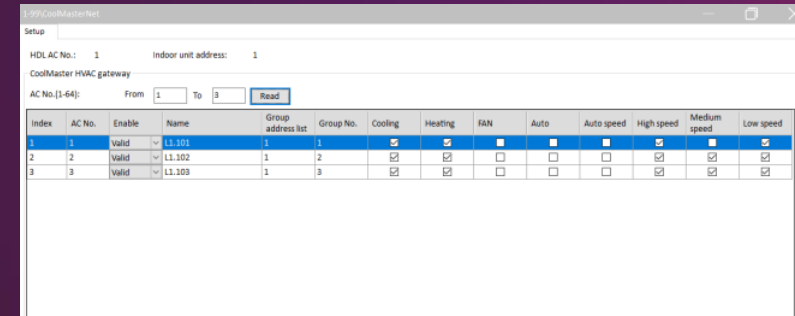 1-99\CoolMasterNet
Setup
HDL AC No.: 1 Indoor unit address: 1
CoolMaster HVAC gateway
AC No.(1-64): From 1 To 3 Read
Index AC No. Enable Name Group address list Group No. Cooling Heating FAN Auto Auto speed High speed Medium speed Low speed
1 1 Valid L1.101 1 1
2 2 Valid L1.102 1 2
3 3 Valid L1.103 1 3